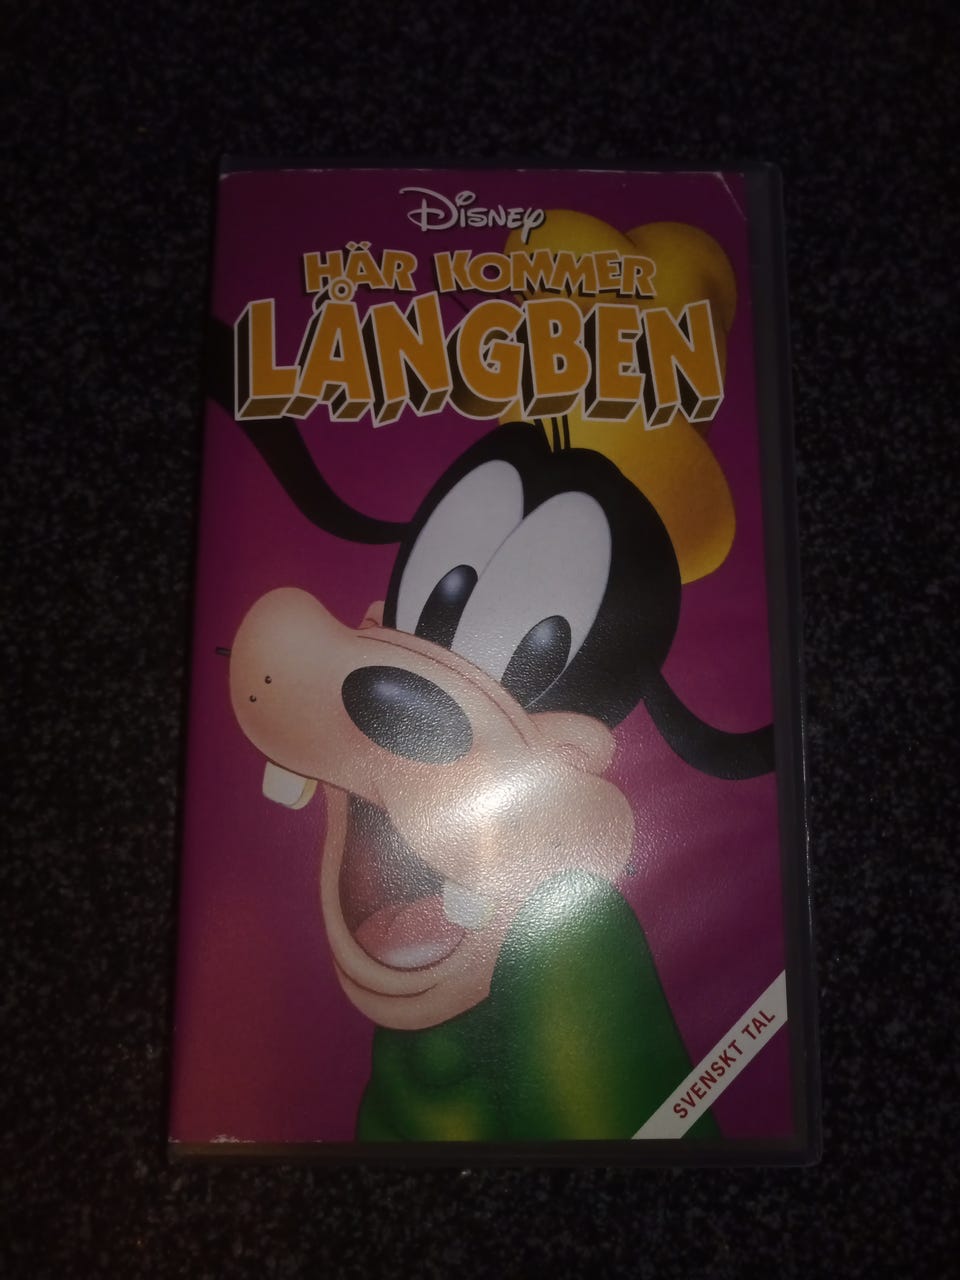 Disney
HÄR KOMMER
LÅNGBEN
SVENSKT TAL